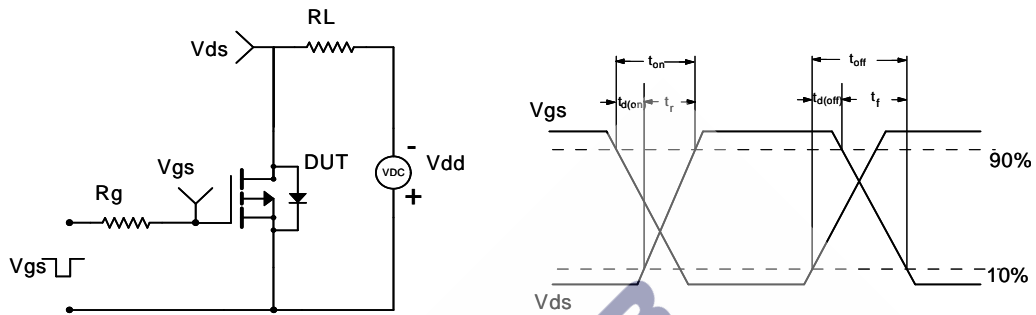 RL
Vds
Vgs
DUT
VDC
-
+
Vdd
Rg
Vgs
ton
toff
td(on)
tr
td(off)
tf
Vgs
90%
10%
Vds